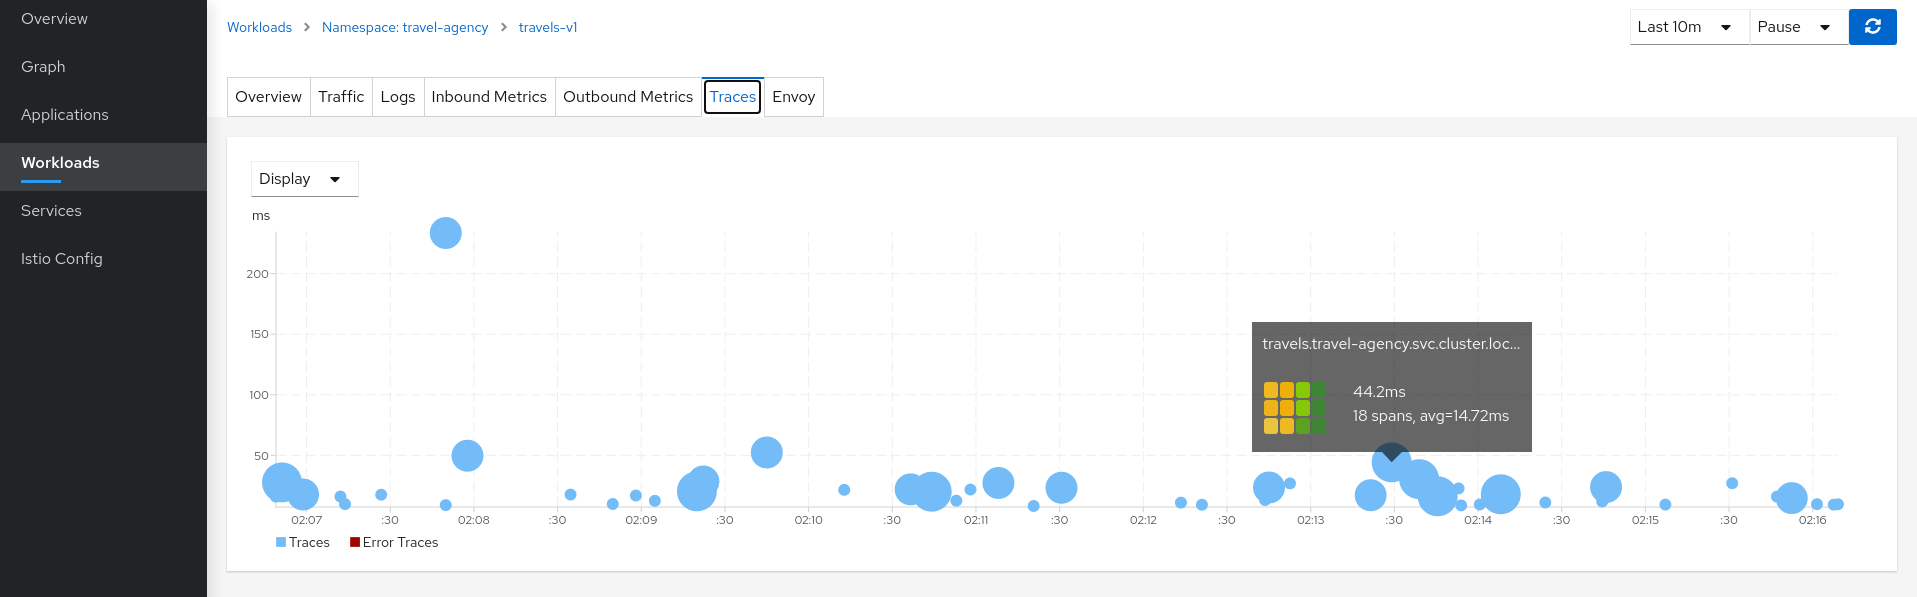 Overview
Graph
Applications
Workloads
Services
Istio Config
Workloads > Namespace: travel-agency > travels-v1
Last 10m
Pause
Overview Traffic Logs Inbound Metrics Outbound Metrics Traces Envoy
Display
ms
200
150
100
50
travels.travel-agency.svc.cluster.loc...
44.2ms
18 spans, avg=14.72ms
02:07 :30 02:08 :30 02:09 :30 02:10 :30 02:11 :30 02:12 :30 02:13 :30 02:14 :30 02:15 :30 02:16
Traces Error Traces